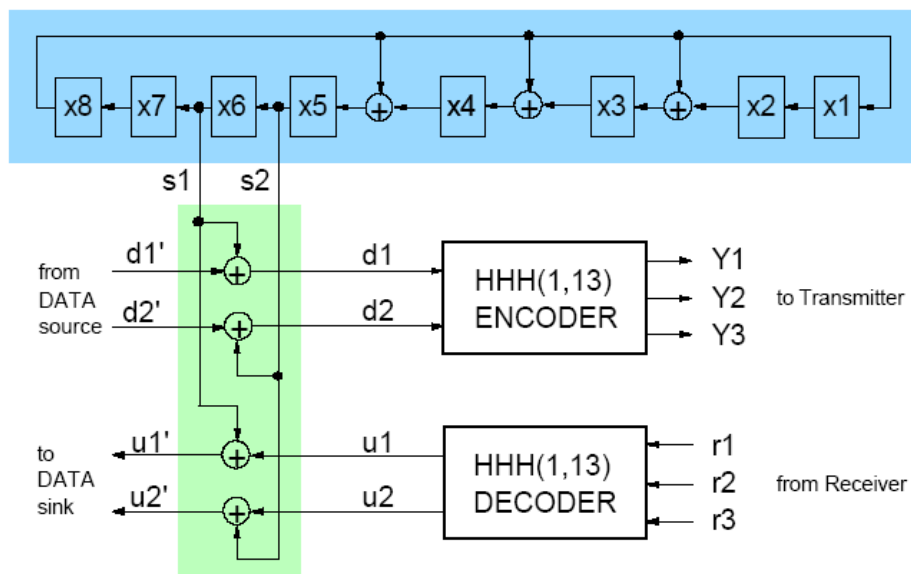 x8 x7 x6 x5 + x4 + x3 + x2 x1
s1 s2
from
DATA
source
d1'
d2'
+
+
d1
d2
HHH(1,13)
ENCODER
Y1
Y2
Y3
to Transmitter
to
DATA
sink
u1'
u2'
+
+
u1
u2
HHH(1,13)
DECODER
r1
r2
r3
from Receiver